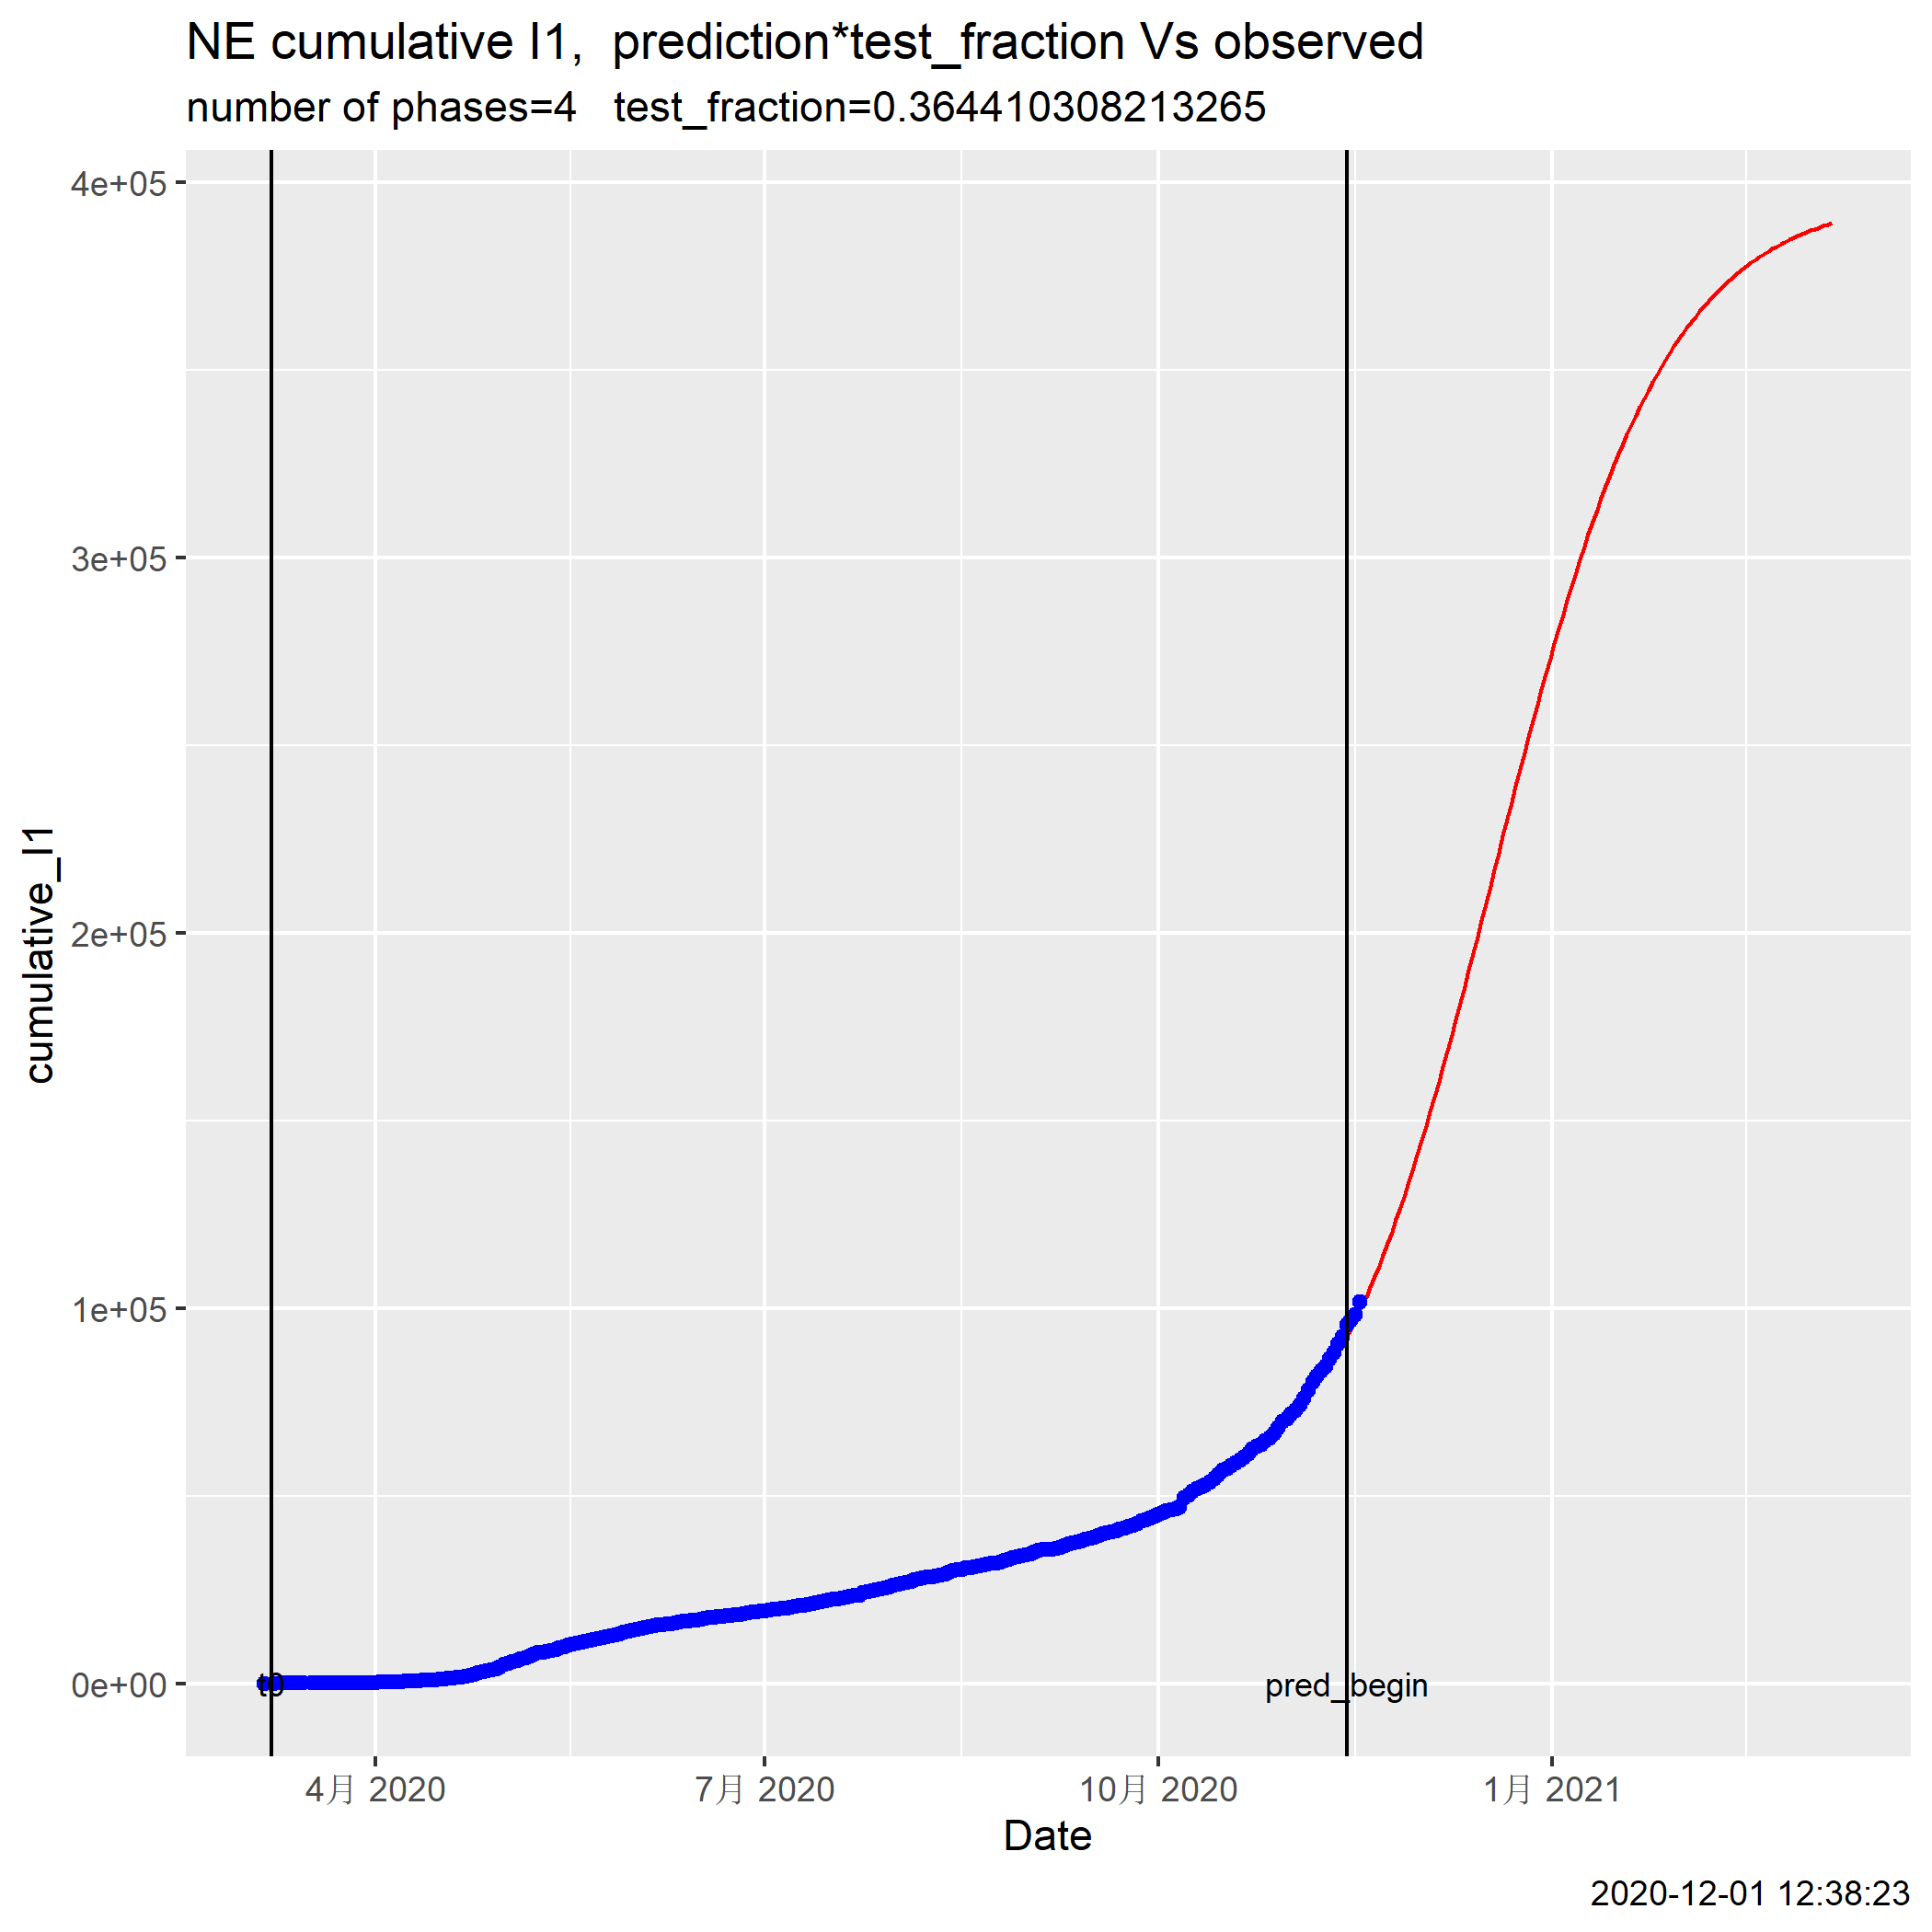 NE cumulative I1,  prediction*test_fraction Vs observed
number of phases=4   test_fraction=0.364410308213265
4e+05
3e+05
2e+05
1e+05
0e+00
cumulative_I1
t0
pred_begin
4月 2020
7月 2020
10月 2020
1月 2021
Date
2020-12-01 12:38:23